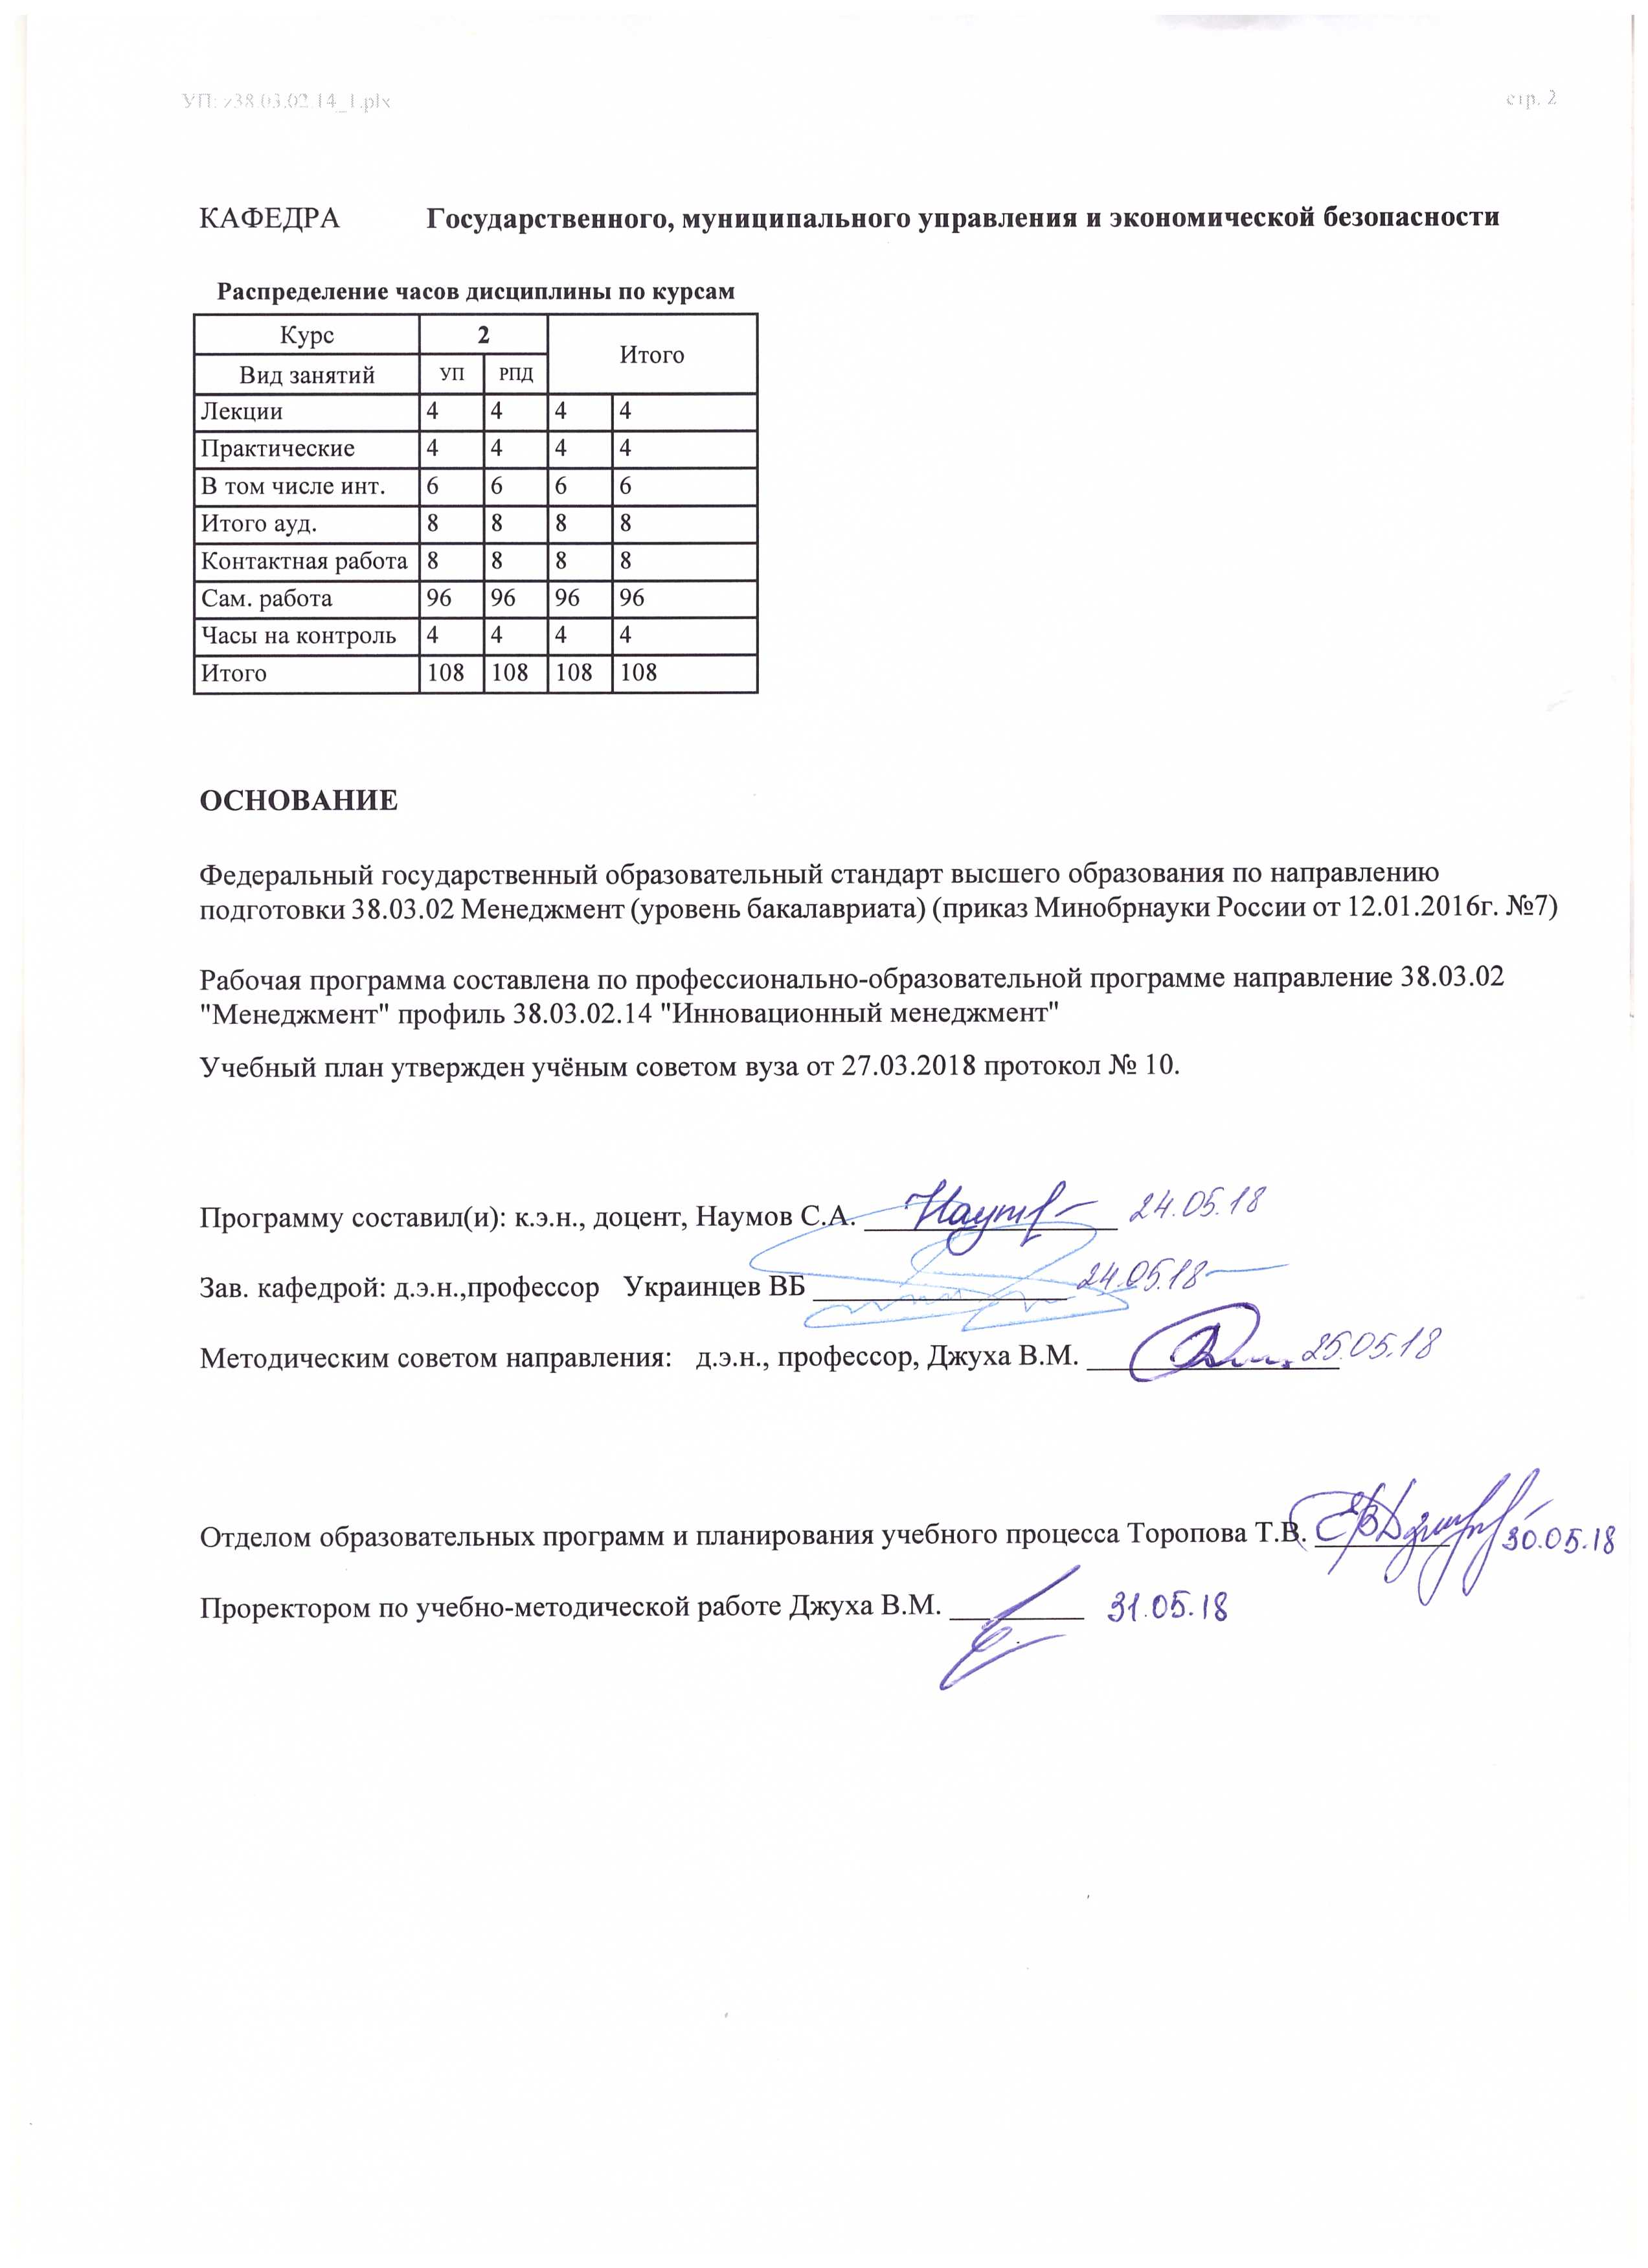 УП: z38.03.02.14_1.plx
стр. 2
КАФЕДРА Государственного, муниципального управления и экономической безопасности
Распределение часов дисциплины по курсам
Курс 2 Итого
Вид занятий УП РПД
Лекции 4 4 4 4
Практические 4 4 4 4
В том числе инт. 6 6 6 6
Итого ауд. 8 8 8 8
Контактная работа 8 8 8 8
Сам. работа 96 96 96 96
Часы на контроль 4 4 4 4
Итого 108 108 108 108
ОСНОВАНИЕ
Федеральный государственный образовательный стандарт высшего образования по направлению
подготовки 38.03.02 Менеджмент (уровень бакалавриата) (приказ Минобрнауки России от 12.01.2016г. №7)
Рабочая программа составлена по профессионально-образовательной программе направление 38.03.02
"Менеджмент" профиль 38.03.02.14 "Инновационный менеджмент"
Учебный план утвержден учёным советом вуза от 27.03.2018 протокол № 10.
Программу составил(и): к.э.н., доцент, Наумов С.А. 24.05.18
Зав. кафедрой: д.э.н.,профессор Украинцев ВБ 24.05.18
Методическим советом направления: д.э.н., профессор, Джуха В.М. 25.05.18
Отделом образовательных программ и планирования учебного процесса Торопова Т.В. 30.05.18
Проректором по учебно-методической работе Джуха В.М. 31.05.18